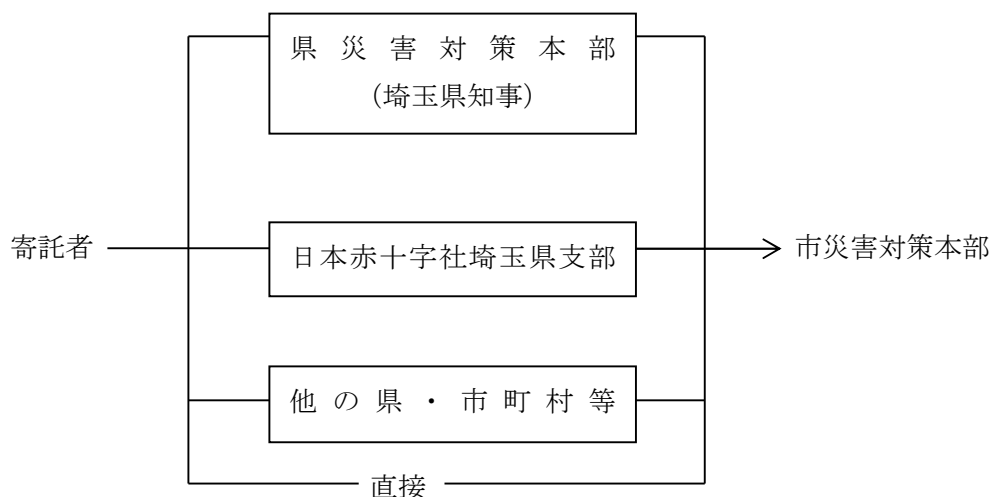 県災害対策本部
（埼玉県知事）
寄託者
日本赤十字社埼玉県支部
市災害対策本部
他の県・市町村等
直接